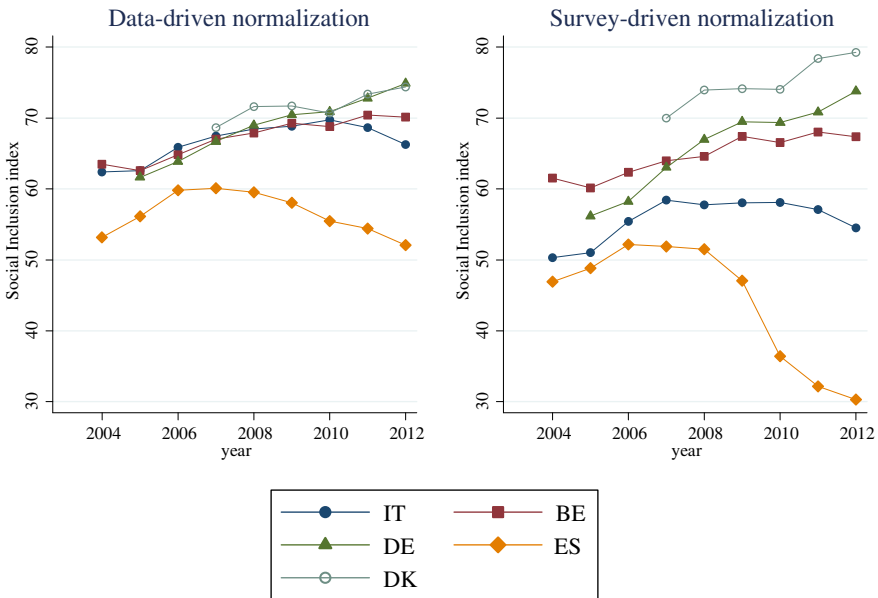 Data-driven normalization
Social Inclusion index
80
70
60
50
40
30
2004 2006 2008 2010 2012
year
Survey-driven normalization
Social Inclusion index
80
70
60
50
40
30
2004 2006 2008 2010 2012
year
IT BE
DE ES
DK